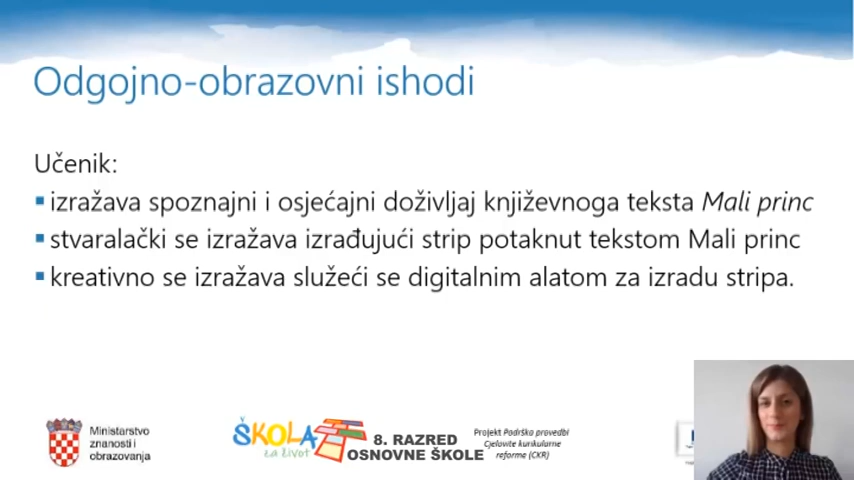 Odgojno-obrazovni ishodi
Učenik:
izražava spoznajni i osjećajni doživljaj književnoga teksta Mali princ
stvaralački se izražava izrađujući strip potaknut tekstom Mali princ
kreativno se izražava služeći se digitalnim alatom za izradu stripa.
Ministarstvo
znanosti i
obrazovanja
ŠKOLA
za život
8. RAZRED
OSNOVNE ŠKOLE
Projekt Podrška provedbi
Cjelovite kurikularne
reforme (CKR)